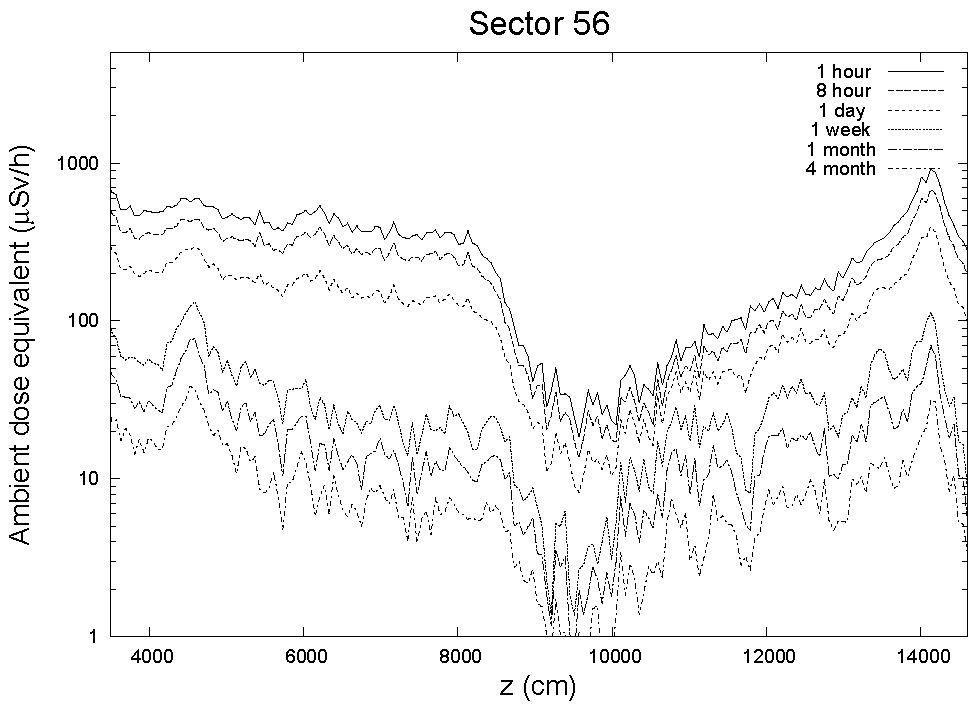 Sector 56
Ambient dose equivalent (μSv/h)
1000
100
10
1
1 hour
8 hour
1 day
1 week
1 month
4 month
4000 6000 8000 10000 12000 14000
z (cm)